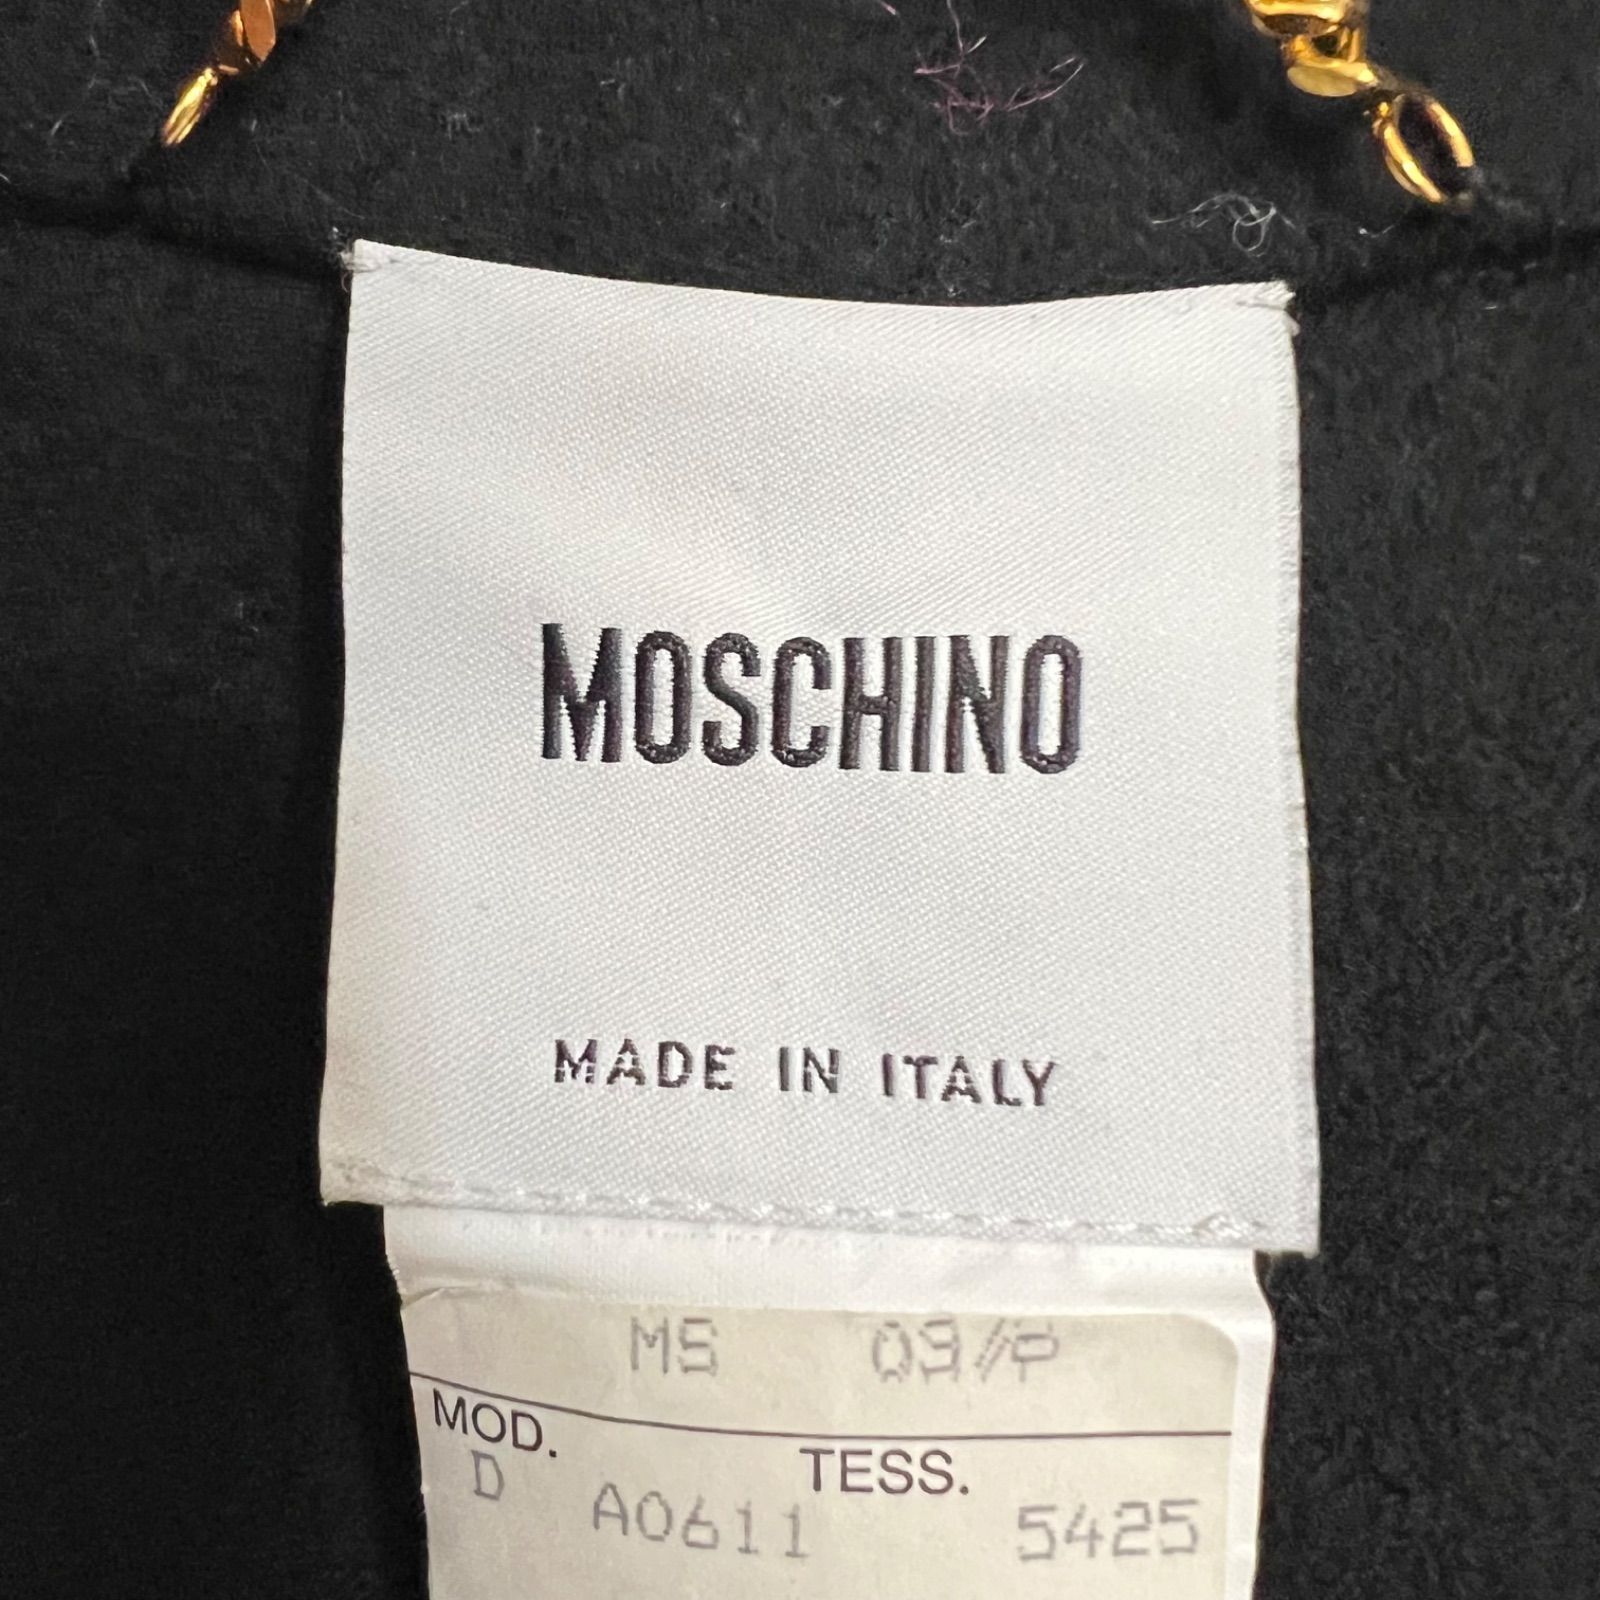 MOSCHINO
MADE IN ITALY
MS 09/P
MOD. TESS.
D A0611 5425